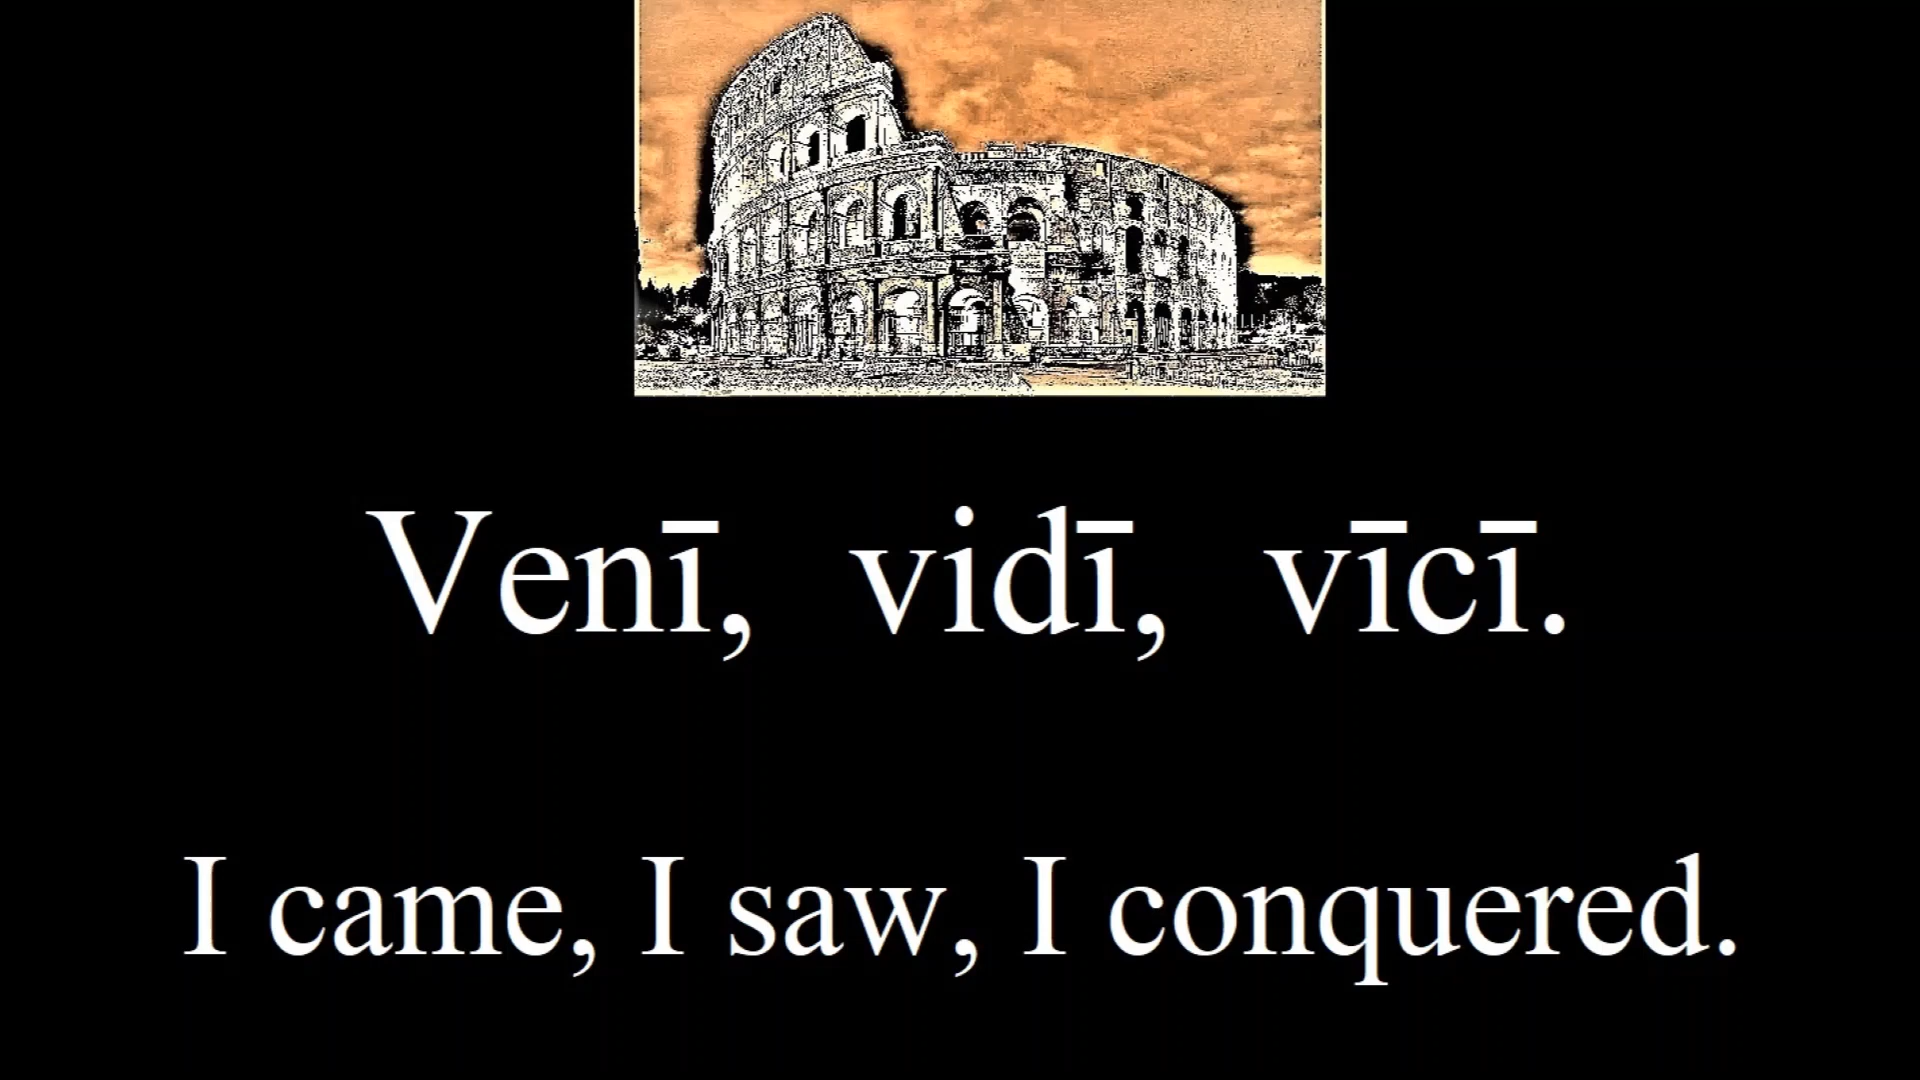 Venī, vidī, vīcī.
I came, I saw, I conquered.